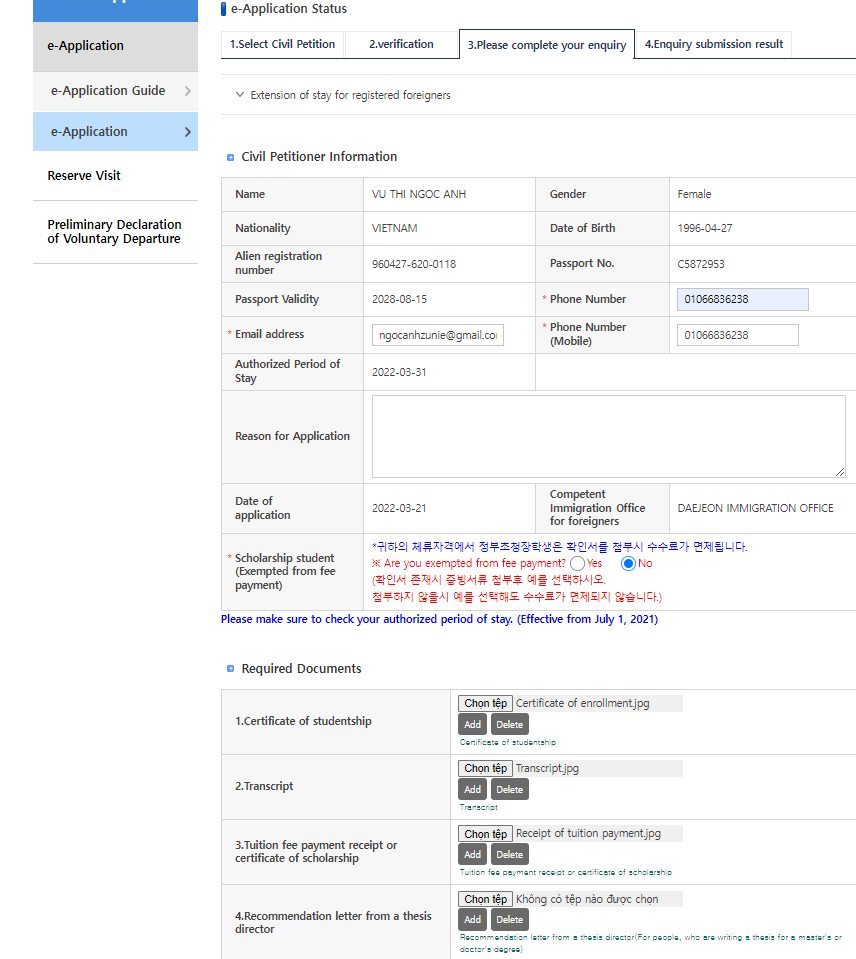 e-Application Status
e-Application
e-Application Guide
e-Application
Reserve Visit
Preliminary Declaration
of Voluntary Departure
1.Select Civil Petition
2.verification
3.Please complete your enquiry
4.Enquiry submission result
Extension of stay for registered foreigners
Civil Petitioner Information
Name
VU THI NGOC ANH
Gender
Female
Nationality
VIETNAM
Date of Birth
1996-04-27
Alien registration
number
960427-620-0118
Passport No.
C5872953
Passport Validity
2028-08-15
* Phone Number
01066836238
* Email address
ngocanhzunie@gmail.co
* Phone Number
(Mobile)
01066836238
Authorized Period of
Stay
2022-03-31
Reason for Application
Date of
application
2022-03-21
Competent
Immigration Office
for foreigners
DAEJEON IMMIGRATION OFFICE
* Scholarship student
(Exempted from fee
payment)
*귀하의 체류자격에서 정부초청장학생은 확인서를 첨부시 수수료가 면제됩니다.
※ Are you exempted from fee payment? Yes No
(확인서 존재시 증빙서류 첨부후 예를 선택하시오.
첨부하지 않을시 예를 선택해도 수수료가 면제되지 않습니다.)
Please make sure to check your authorized period of stay. (Effective from July 1, 2021)
Required Documents
1.Certificate of studentship
Chọn tệp Certificate of enrollment.jpg
Add Delete
Certificate of studentship
2.Transcript
Chọn tệp Transcript.jpg
Add Delete
Transcript
3.Tuition fee payment receipt or
certificate of scholarship
Chọn tệp Receipt of tuition payment.jpg
Add Delete
Tuition fee payment receipt or certificate of scholarship
4.Recommendation letter from a thesis
director
Chọn tệp Không có tệp nào được chọn
Add Delete
Recommendation letter from a thesis director(For people, who are writing a thesis for a master's or
doctor's degree)